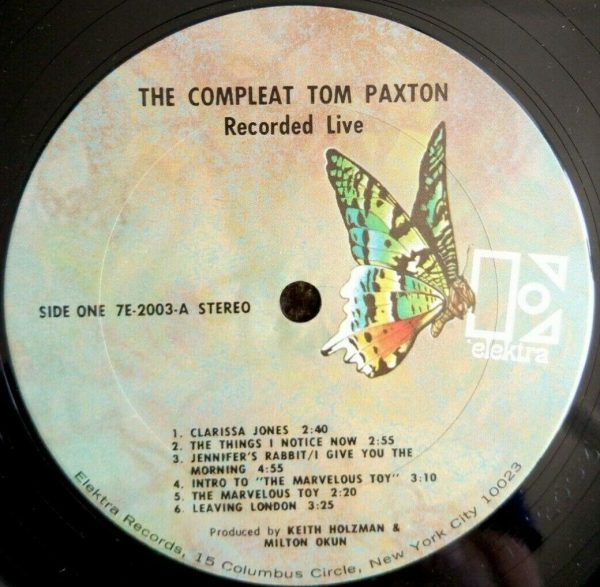 THE COMPLEAT TOM PAXTON
Recorded Live
SIDE ONE 7E-2003-A STEREO
elektra
1. CLARISSA JONES 2:40
2. THE THINGS I NOTICE NOW 2:55
3. JENNIFER'S RABBIT/I GIVE YOU THE
MORNING 4:55
4. INTRO TO "THE MARVELOUS TOY" 3:10
5. THE MARVELOUS TOY 2:20
6. LEAVING LONDON 3:25
Produced by KEITH HOLZMAN &
MILTON OKUN
Elektra Records, 15 Columbus Circle, New York City 10023